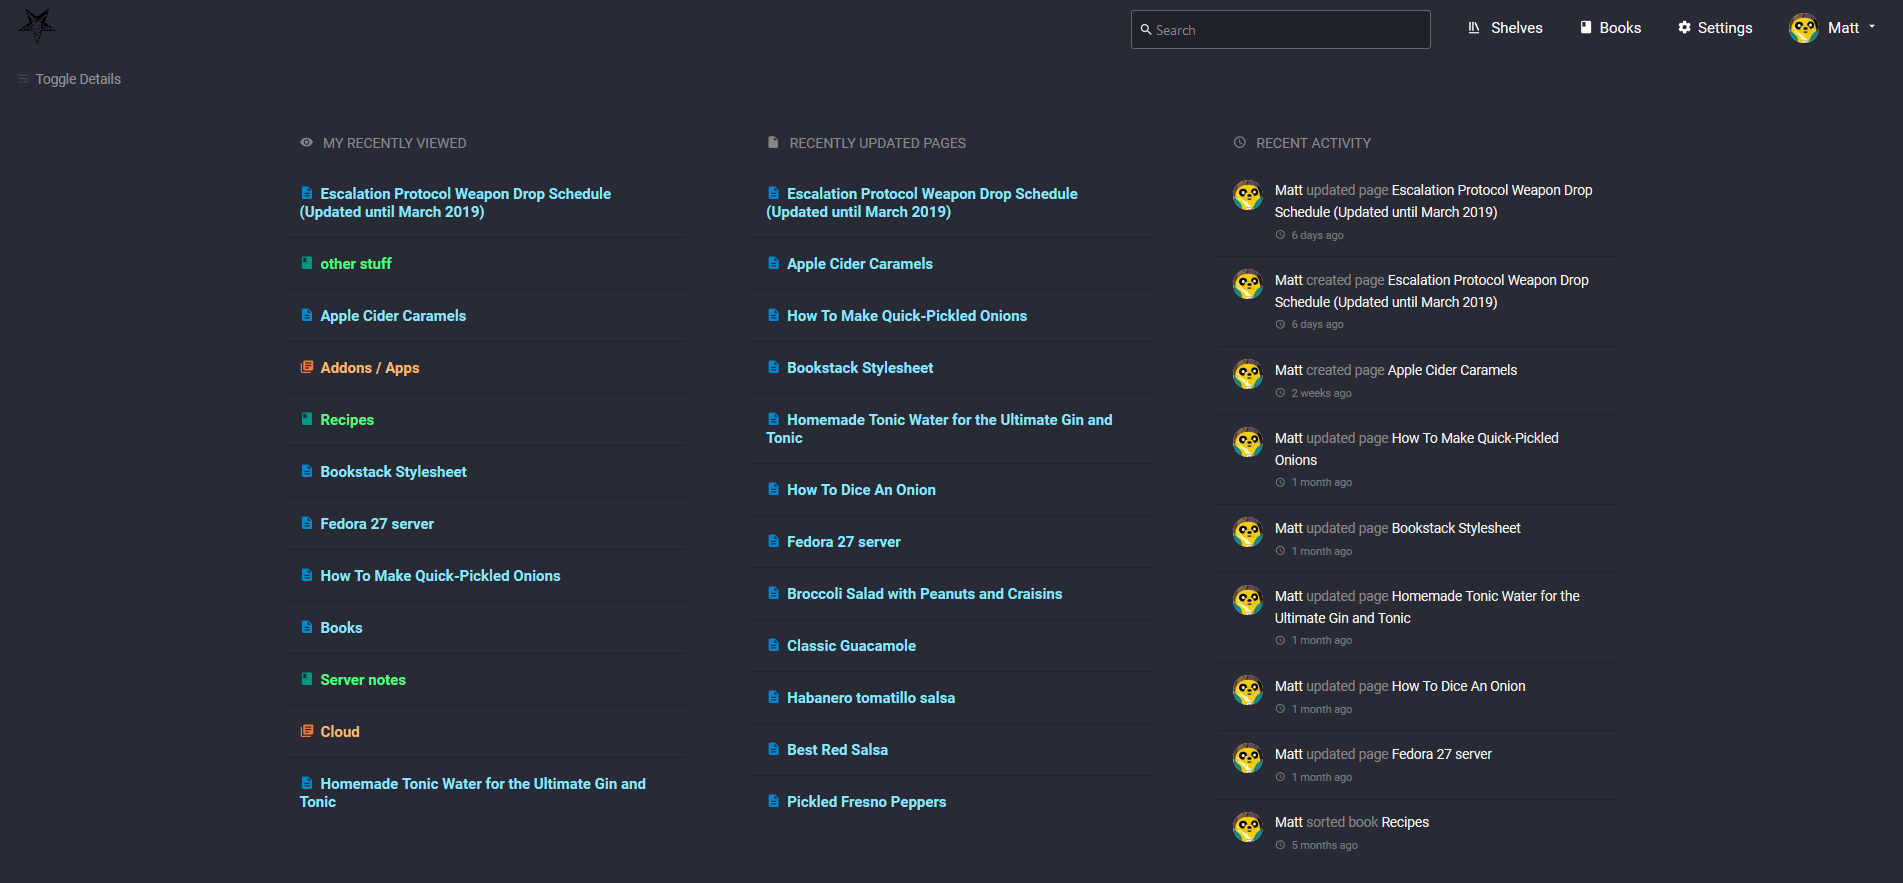 Search
Shelves
Books
Settings
Matt
Toggle Details
MY RECENTLY VIEWED
Escalation Protocol Weapon Drop Schedule
(Updated until March 2019)
other stuff
Apple Cider Caramels
Addons / Apps
Recipes
Bookstack Stylesheet
Fedora 27 server
How To Make Quick-Pickled Onions
Books
Server notes
Cloud
Homemade Tonic Water for the Ultimate Gin and
Tonic
RECENTLY UPDATED PAGES
Escalation Protocol Weapon Drop Schedule
(Updated until March 2019)
Apple Cider Caramels
How To Make Quick-Pickled Onions
Bookstack Stylesheet
Homemade Tonic Water for the Ultimate Gin and
Tonic
How To Dice An Onion
Fedora 27 server
Broccoli Salad with Peanuts and Craisins
Classic Guacamole
Habanero tomatillo salsa
Best Red Salsa
Pickled Fresno Peppers
RECENT ACTIVITY
Matt updated page Escalation Protocol Weapon Drop
Schedule (Updated until March 2019)
6 days ago
Matt created page Escalation Protocol Weapon Drop
Schedule (Updated until March 2019)
6 days ago
Matt created page Apple Cider Caramels
2 weeks ago
Matt updated page How To Make Quick-Pickled
Onions
1 month ago
Matt updated page Bookstack Stylesheet
1 month ago
Matt updated page Homemade Tonic Water for the
Ultimate Gin and Tonic
1 month ago
Matt updated page How To Dice An Onion
1 month ago
Matt updated page Fedora 27 server
1 month ago
Matt sorted book Recipes
5 months ago